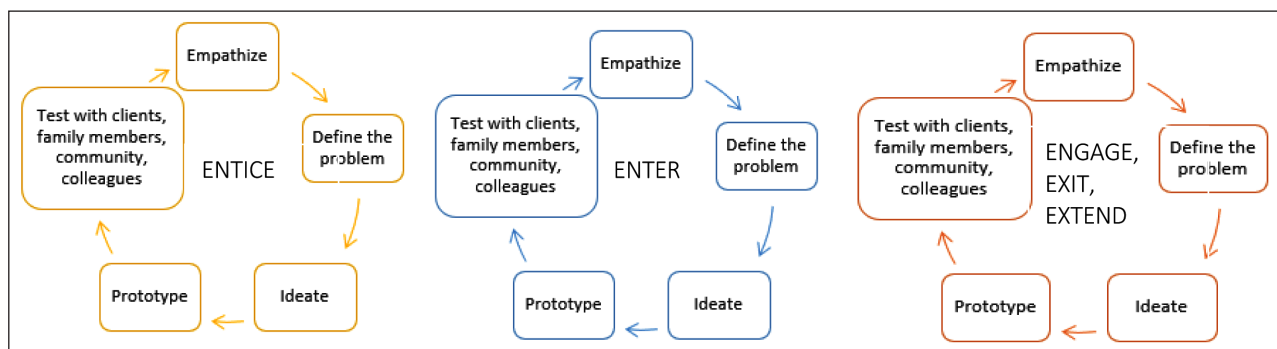 Empathize
Test with clients,
family members,
community,
colleagues
ENTICE
Define the
problem
Prototype
Ideate
Empathize
Test with clients,
family members,
community,
colleagues
ENTER
Define the
problem
Prototype
Ideate
Empathize
Test with clients,
family members,
community,
colleagues
ENGAGE,
EXIT,
EXTEND
Define the
problem
Prototype
Ideate